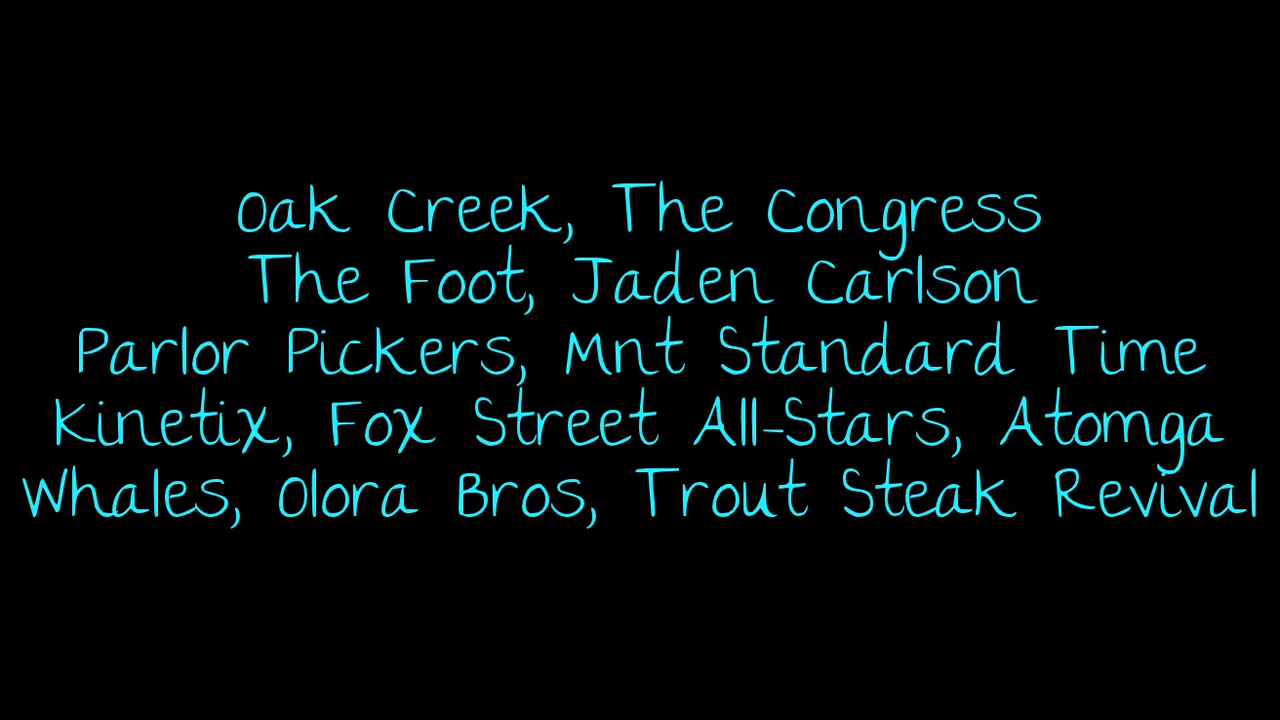 Oak Creek, The Congress
The Foot, Jaden Carlson
Parlor Pickers, Mnt Standard Time
Kinetix, Fox Street All-Stars, Atomga
Whales, Olora Bros, Trout Steak Revival